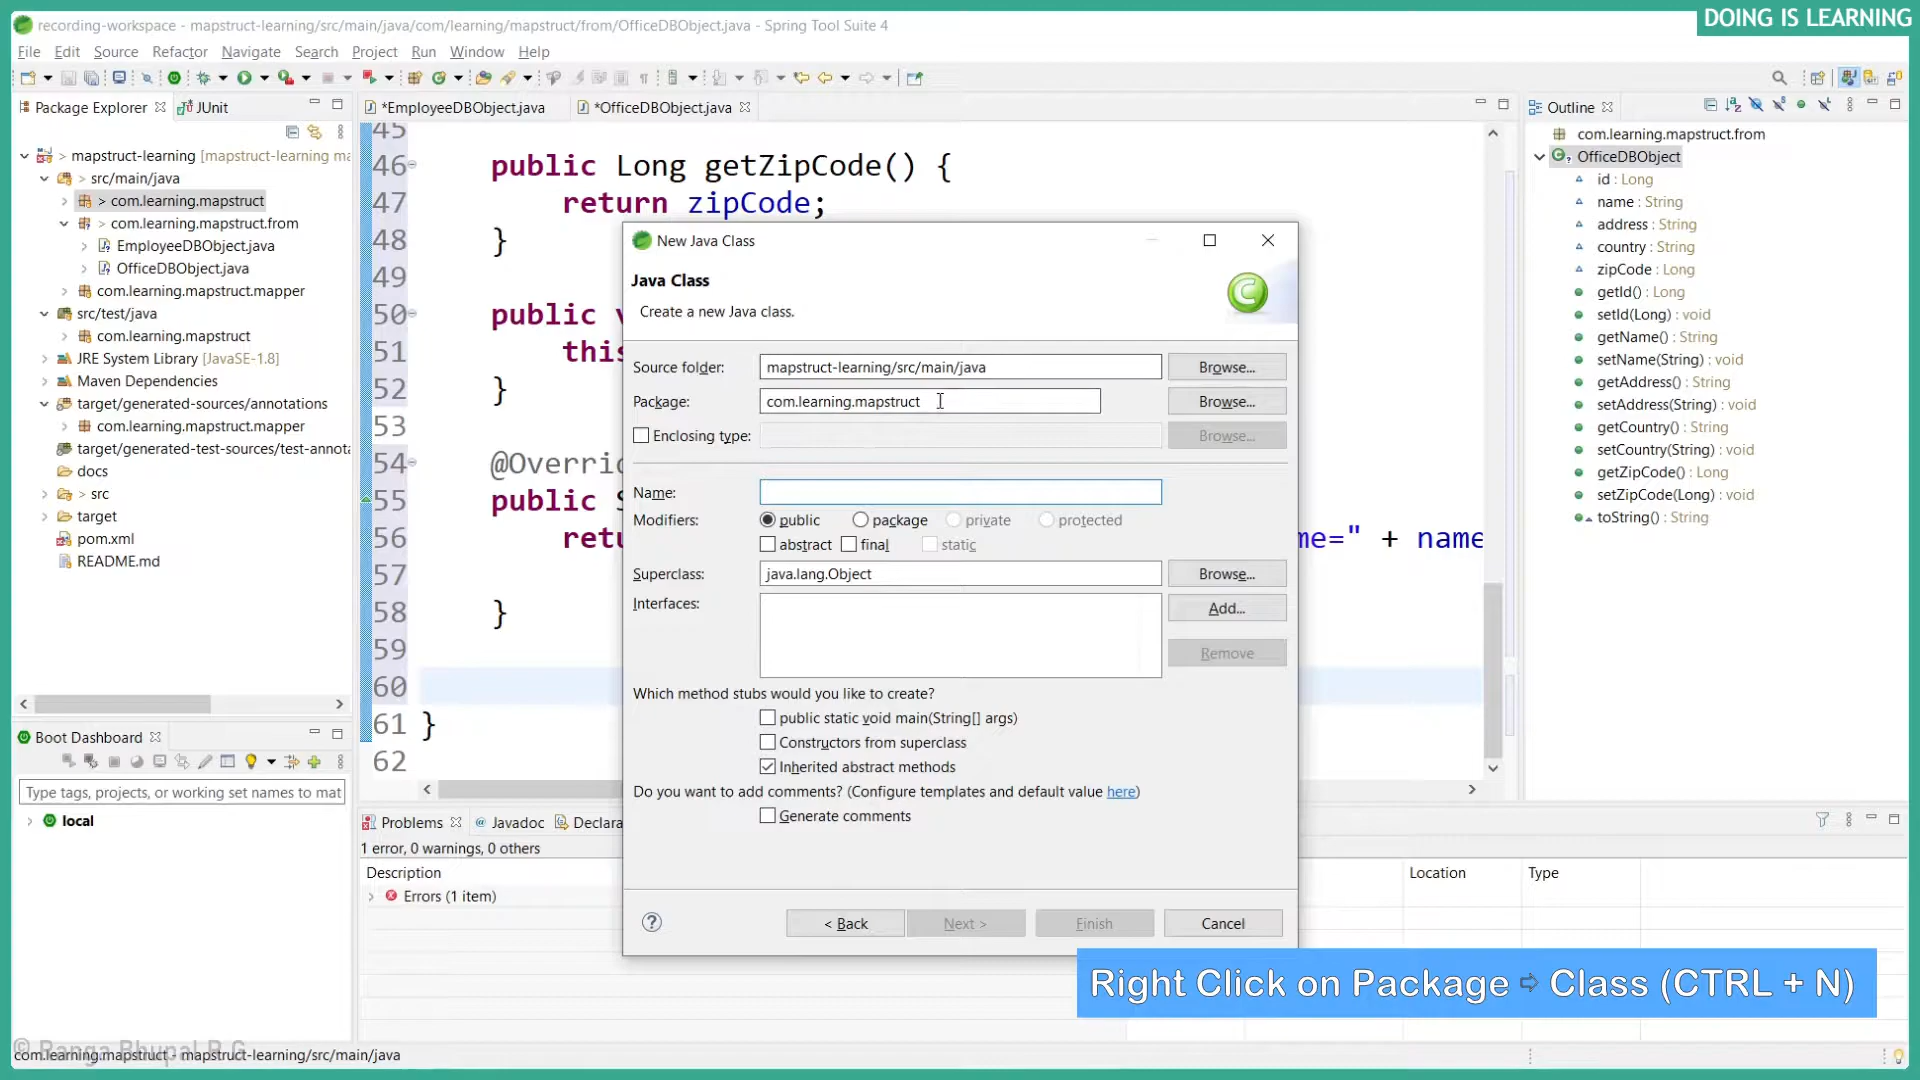 DOING IS LEARNING
recording-workspace - mapstruct-learning/src/main/java/com/learning/mapstruct/from/OfficeDBObject.java - Spring Tool Suite 4
File Edit Source Refactor Navigate Search Project Run Window Help
Package Explorer
JUnit
mapstruct-learning [mapstruct-learning ma
> src/main/java
> com.learning.mapstruct
> com.learning.mapstruct.from
EmployeeDBObject.java
OfficeDBObject.java
com.learning.mapstruct.mapper
src/test/java
com.learning.mapstruct
JRE System Library [JavaSE-1.8]
Maven Dependencies
target/generated-sources/annotations
com.learning.mapstruct.mapper
target/generated-test-sources/test-annota
docs
> src
target
pom.xml
README.md
Boot Dashboard
Type tags, projects, or working set names to mat
local
*EmployeeDBObject.java
*OfficeDBObject.java
45
46 public Long getZipCode() {
47 return zipCode;
48 }
49
50 public v
51 this
52 }
53
54 @Overrid
55 public S
56 retu me=" + name
57
58 }
59
60
61 }
62
New Java Class
Java Class
Create a new Java class.
Source folder: mapstruct-learning/src/main/java Browse...
Package: com.learning.mapstruct Browse...
Enclosing type: Browse...
Name:
Modifiers: public package private protected
abstract final static
Superclass: java.lang.Object Browse...
Interfaces: Add...
Remove
Which method stubs would you like to create?
public static void main(String[] args)
Constructors from superclass
Inherited abstract methods
Do you want to add comments? (Configure templates and default value here)
Generate comments
< Back Next > Finish Cancel
Outline
com.learning.mapstruct.from
OfficeDBObject
id : Long
name : String
address : String
country : String
zipCode : Long
getId() : Long
setId(Long) : void
getName() : String
setName(String) : void
getAddress() : String
setAddress(String) : void
getCountry() : String
setCountry(String) : void
getZipCode() : Long
setZipCode(Long) : void
toString() : String
Problems @ Javadoc Declara
1 error, 0 warnings, 0 others
Description Location Type
Errors (1 item)
Right Click on Package ⇨ Class (CTRL + N)
© Ranga Bhupal B G
com.learning.mapstruct - mapstruct-learning/src/main/java